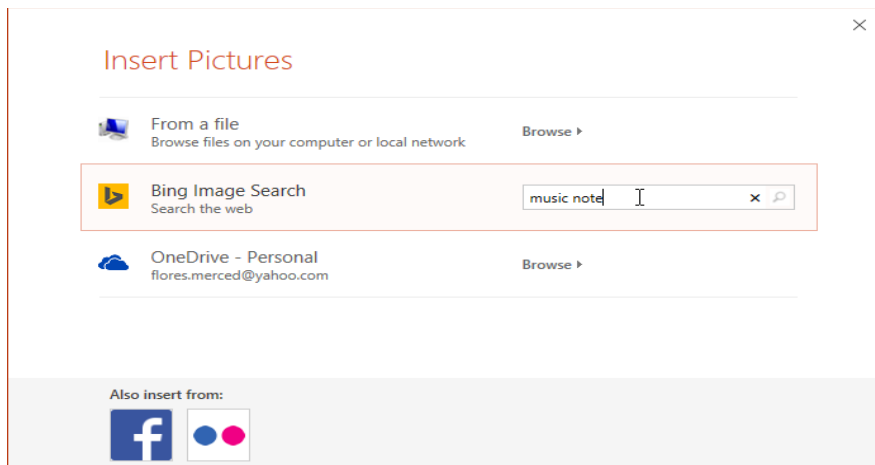 Insert Pictures
From a file
Browse files on your computer or local network
Browse
Bing Image Search
Search the web
music note
OneDrive - Personal
flores.merced@yahoo.com
Browse
Also insert from: